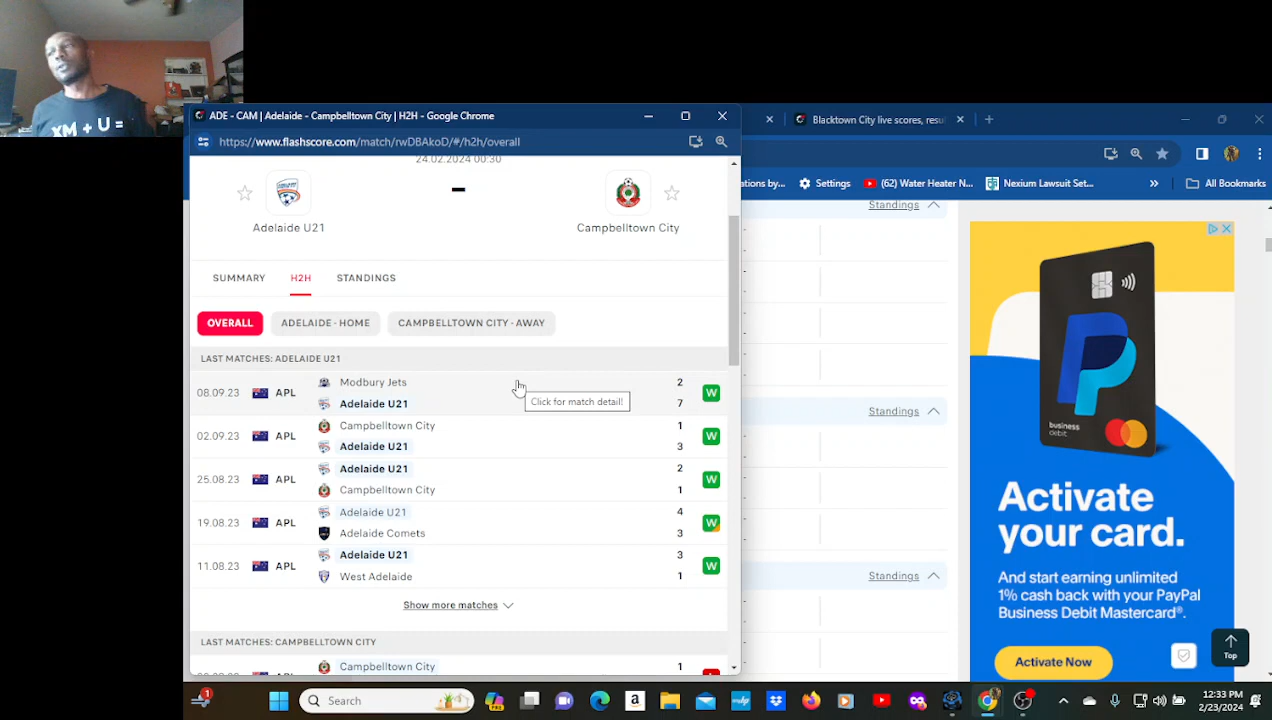 XM + U =
ADE - CAM | Adelaide - Campbelltown City | H2H - Google Chrome
Blacktown City live scores, resu
https://www.flashscore.com/match/rwDBAkoD/#/h2h/overall
24.02.2024 00:30
ations by...
Settings
(62) Water Heater N...
Nexium Lawsuit Set...
All Bookmarks
Adelaide U21
Campbelltown City
Standings
SUMMARY H2H STANDINGS
OVERALL ADELAIDE - HOME CAMPBELLTOWN CITY - AWAY
LAST MATCHES: ADELAIDE U21
08.09.23 APL Modbury Jets 2 W
Adelaide U21 7
Click for match detail!
02.09.23 APL Campbelltown City 1 W
Adelaide U21 3
25.08.23 APL Adelaide U21 2 W
Campbelltown City 1
19.08.23 APL Adelaide U21 4 W
Adelaide Comets 3
11.08.23 APL Adelaide U21 3 W
West Adelaide 1
Show more matches
LAST MATCHES: CAMPBELLTOWN CITY
Campbelltown City 1
Standings
Standings
business
debit
Activate
your card.
And start earning unlimited
1% cash back with your PayPal
Business Debit Mastercard®.
Activate Now
Top
1
Search
PRE
12:33 PM
2/23/2024